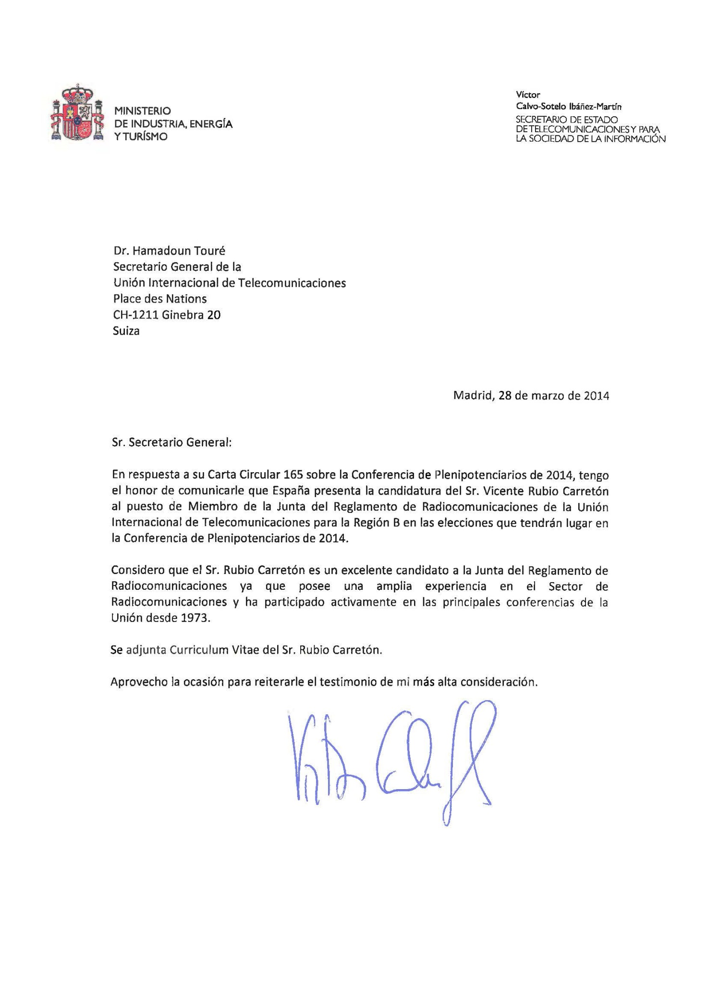 MINISTERIO
DE INDUSTRIA, ENERGÍA
Y TURÍSMO
Víctor
Calvo-Sotelo Ibáñez-Martín
SECRETARIO DE ESTADO
DE TELECOMUNICACIONES Y PARA
LA SOCIEDAD DE LA INFORMACIÓN
Dr. Hamadoun Touré
Secretario General de la
Unión Internacional de Telecomunicaciones
Place des Nations
CH-1211 Ginebra 20
Suiza
Madrid, 28 de marzo de 2014
Sr. Secretario General:
En respuesta a su Carta Circular 165 sobre la Conferencia de Plenipotenciarios de 2014, tengo
el honor de comunicarle que España presenta la candidatura del Sr. Vicente Rubio Carretón
al puesto de Miembro de la Junta del Reglamento de Radiocomunicaciones de la Unión
Internacional de Telecomunicaciones para la Región B en las elecciones que tendrán lugar en
la Conferencia de Plenipotenciarios de 2014.
Considero que el Sr. Rubio Carretón es un excelente candidato a la Junta del Reglamento de
Radiocomunicaciones ya que posee una amplia experiencia en el Sector de
Radiocomunicaciones y ha participado activamente en las principales conferencias de la
Unión desde 1973.
Se adjunta Curriculum Vitae del Sr. Rubio Carretón.
Aprovecho la ocasión para reiterarle el testimonio de mi más alta consideración.